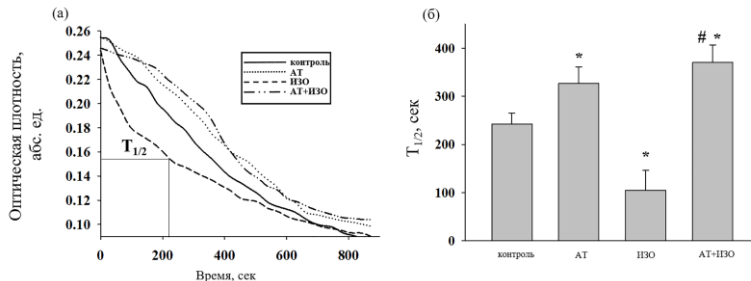 (а)
Оптическая плотность,
абс. ед.
0.26
0.24
0.22
0.20
0.18
0.16
0.14
0.12
0.10
T1/2
контроль
АТ
ИЗО
АТ+ИЗО
0 200 400 600 800
Время, сек
(б)
T1/2, сек
400
300
200
100
0
*
*
# *
контроль АТ ИЗО АТ+ИЗО